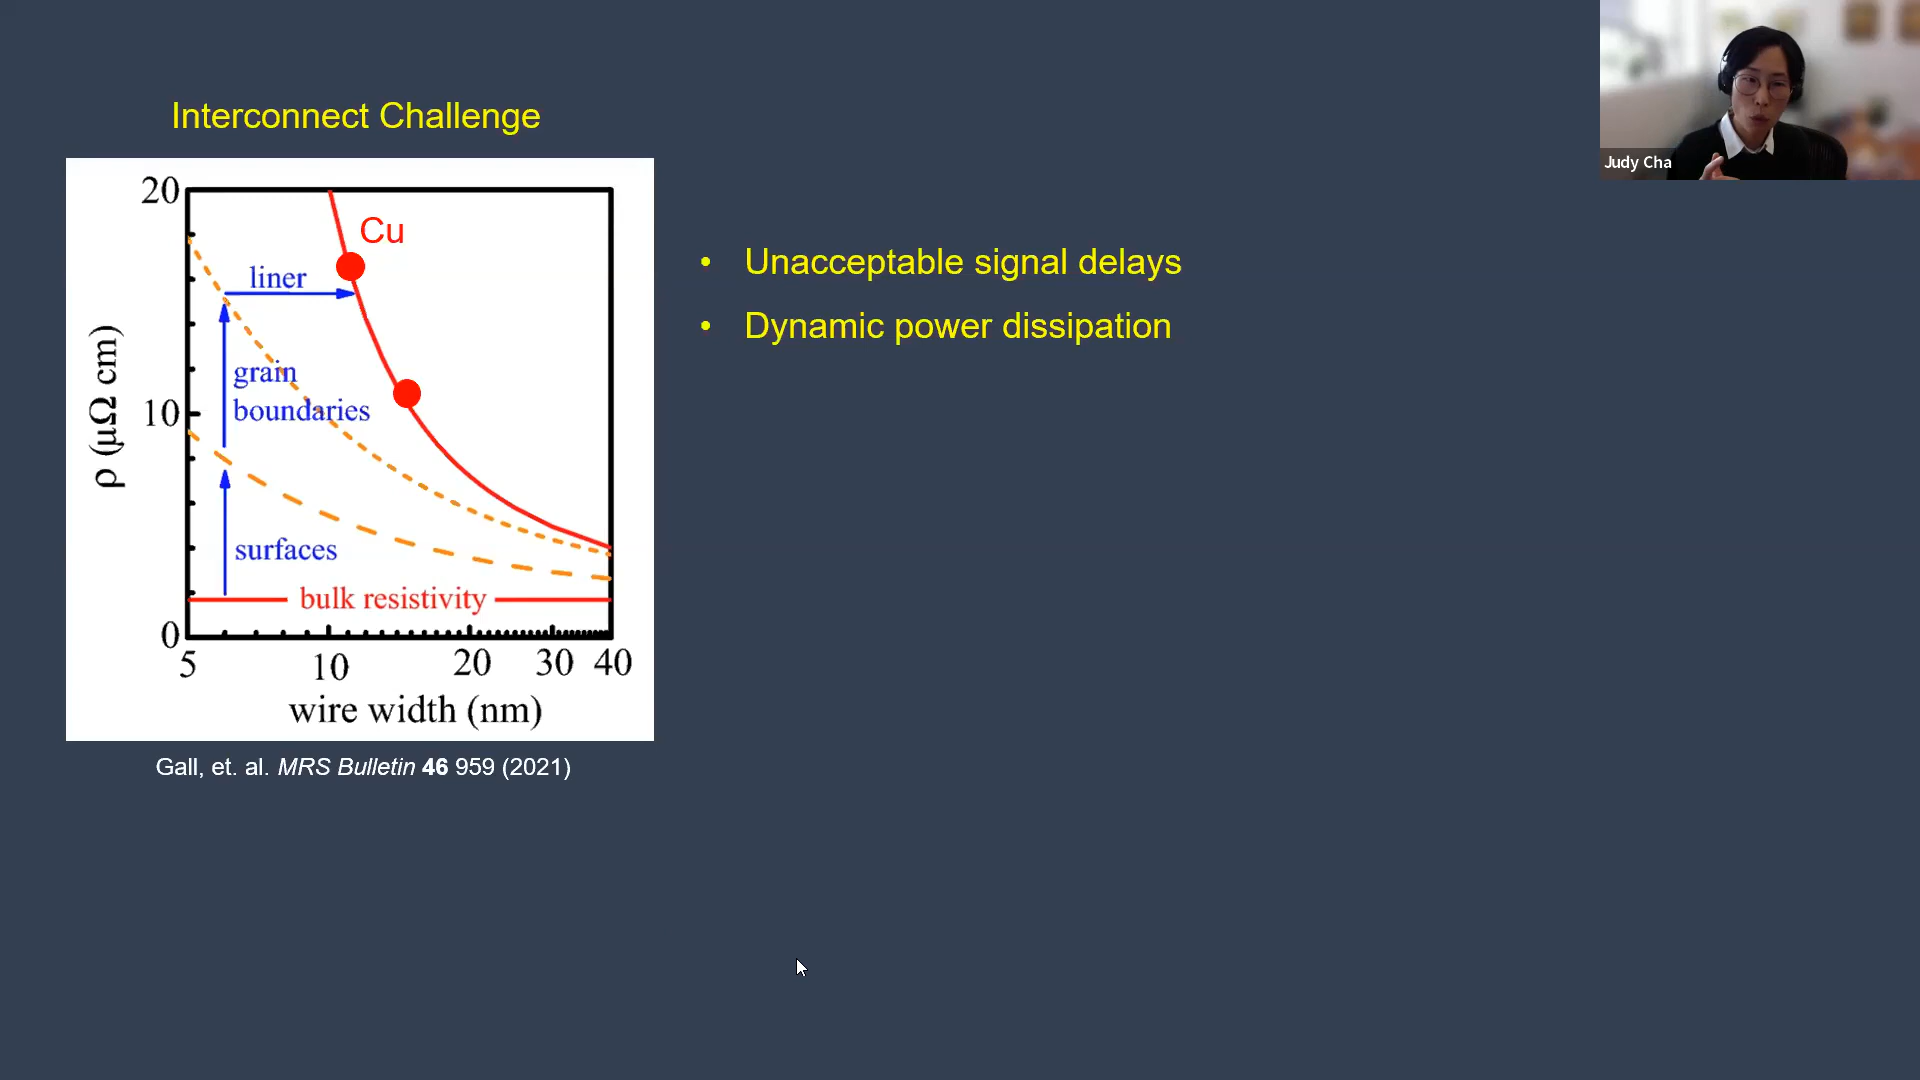 Interconnect Challenge
20
Cu
liner
grain
boundaries
10
ρ (μΩ cm)
surfaces
bulk resistivity
0
5 10 20 30 40
wire width (nm)
Gall, et. al. MRS Bulletin 46 959 (2021)
• Unacceptable signal delays
• Dynamic power dissipation
Judy Cha